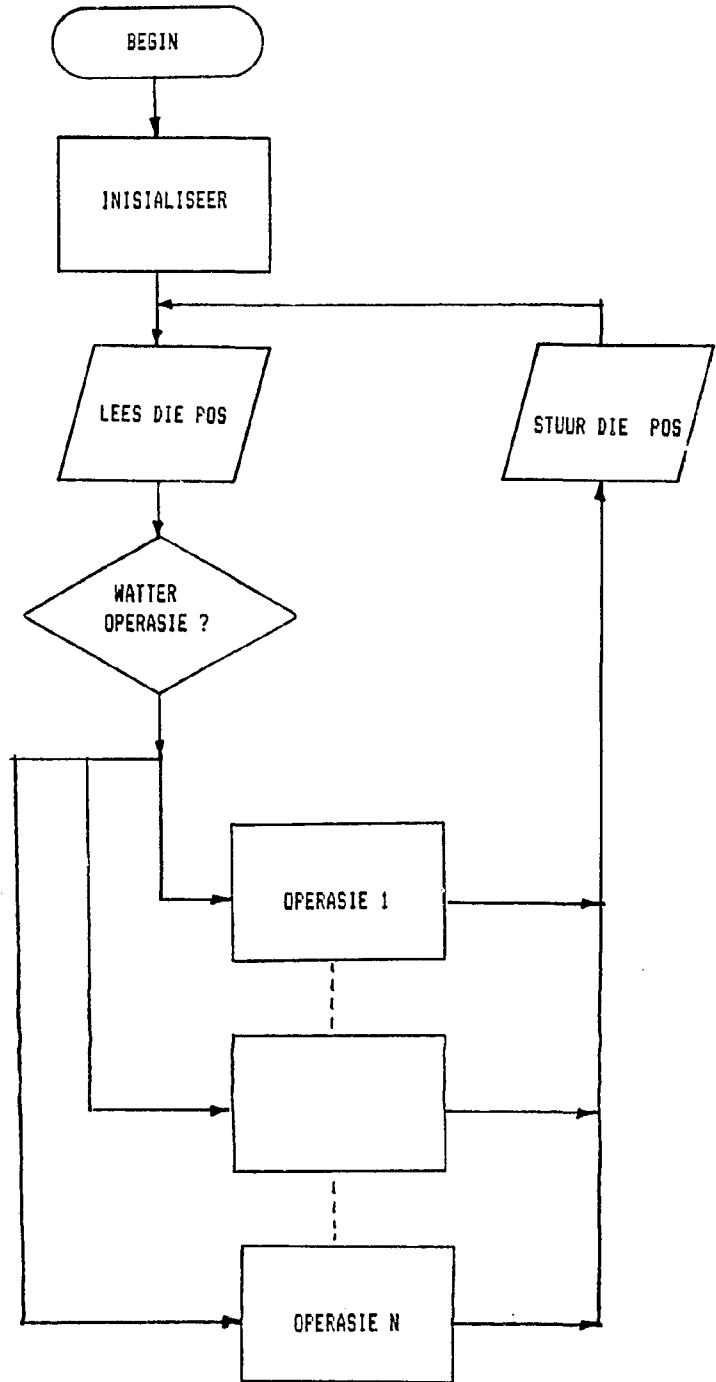 BEGIN
INISIALISEER
LEES DIE POS
STUUR DIE POS
WATTER
OPERASIE ?
OPERASIE 1
OPERASIE N